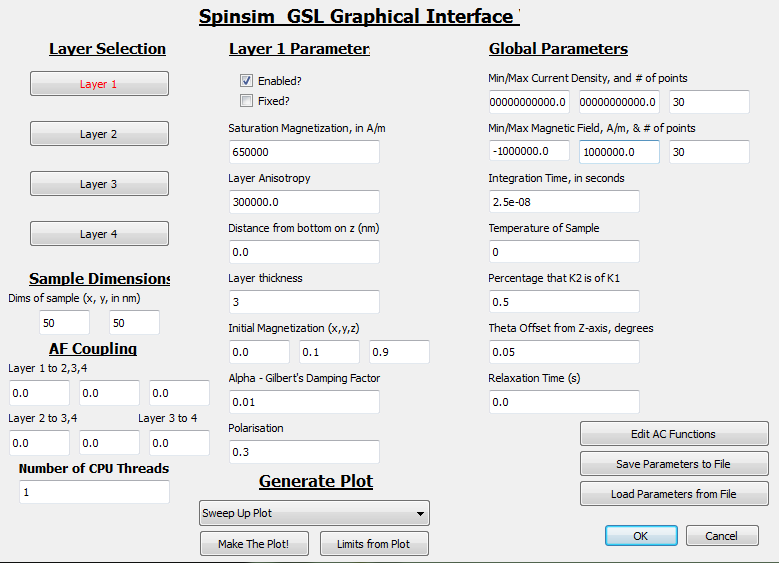 Spinsim GSL Graphical Interface
Layer Selection
Layer 1
Layer 2
Layer 3
Layer 4
Sample Dimensions
Dims of sample (x, y, in nm)
50 50
AF Coupling
Layer 1 to 2,3,4
0.0 0.0 0.0
Layer 2 to 3,4 Layer 3 to 4
0.0 0.0 0.0
Number of CPU Threads
1
Layer 1 Parameter
Enabled?
Fixed?
Saturation Magnetization, in A/m
650000
Layer Anisotropy
300000.0
Distance from bottom on z (nm)
0.0
Layer thickness
3
Initial Magnetization (x,y,z)
0.0 0.1 0.9
Alpha - Gilbert's Damping Factor
0.01
Polarisation
0.3
Generate Plot
Sweep Up Plot
Make The Plot! Limits from Plot
Global Parameters
Min/Max Current Density, and # of points
00000000000.0 00000000000.0 30
Min/Max Magnetic Field, A/m, & # of points
-1000000.0 1000000.0 30
Integration Time, in seconds
2.5e-08
Temperature of Sample
0
Percentage that K2 is of K1
0.5
Theta Offset from Z-axis, degrees
0.05
Relaxation Time (s)
0.0
Edit AC Functions
Save Parameters to File
Load Parameters from File
OK Cancel